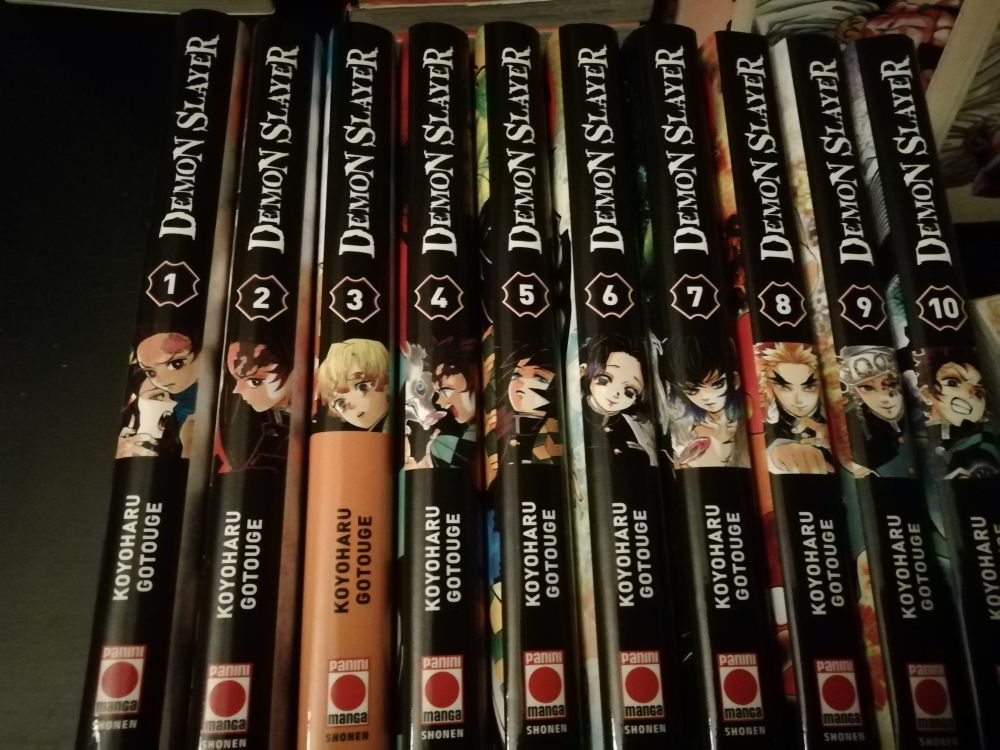 DEMON SLAYER
1
KOYOHARU
GOTOUGE
PANINI
manga
SHONEN
DEMON SLAYER
2
KOYOHARU
GOTOUGE
PANINI
manga
SHONEN
DEMON SLAYER
3
KOYOHARU
GOTOUGE
PANINI
manga
SHONEN
DEMON SLAYER
4
KOYOHARU
GOTOUGE
PANINI
manga
SHONEN
DEMON SLAYER
5
KOYOHARU
GOTOUGE
PANINI
manga
SHONEN
DEMON SLAYER
6
KOYOHARU
GOTOUGE
PANINI
manga
SHONEN
DEMON SLAYER
7
KOYOHARU
GOTOUGE
PANINI
manga
SHONEN
DEMON SLAYER
8
KOYOHARU
GOTOUGE
PANINI
manga
SHONEN
DEMON SLAYER
9
KOYOHARU
GOTOUGE
PANINI
manga
DEMON SLAYER
10